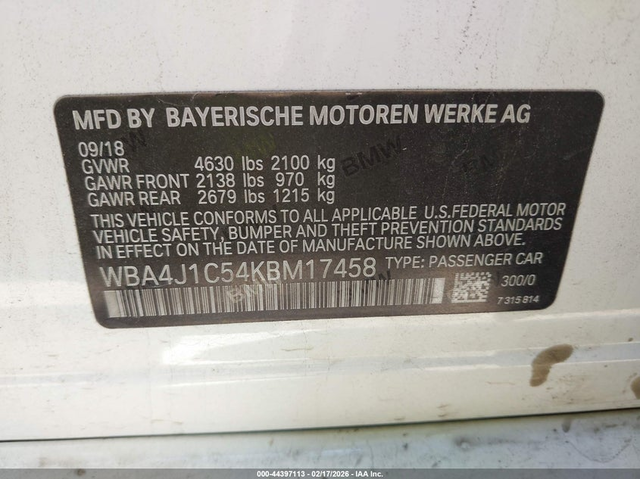 MFD BY BAYERISCHE MOTOREN WERKE AG
09/18
GVWR 4630 lbs 2100 kg
GAWR FRONT 2138 lbs 970 kg
GAWR REAR 2679 lbs 1215 kg
THIS VEHICLE CONFORMS TO ALL APPLICABLE U.S.FEDERAL MOTOR
VEHICLE SAFETY, BUMPER AND THEFT PREVENTION STANDARDS
IN EFFECT ON THE DATE OF MANUFACTURE SHOWN ABOVE.
WBA4J1C54KBM17458 TYPE: PASSENGER CAR
300/0
7315814
BMW
BMW
BMW
000-44397113 - 02/17/2026 - IAA Inc.